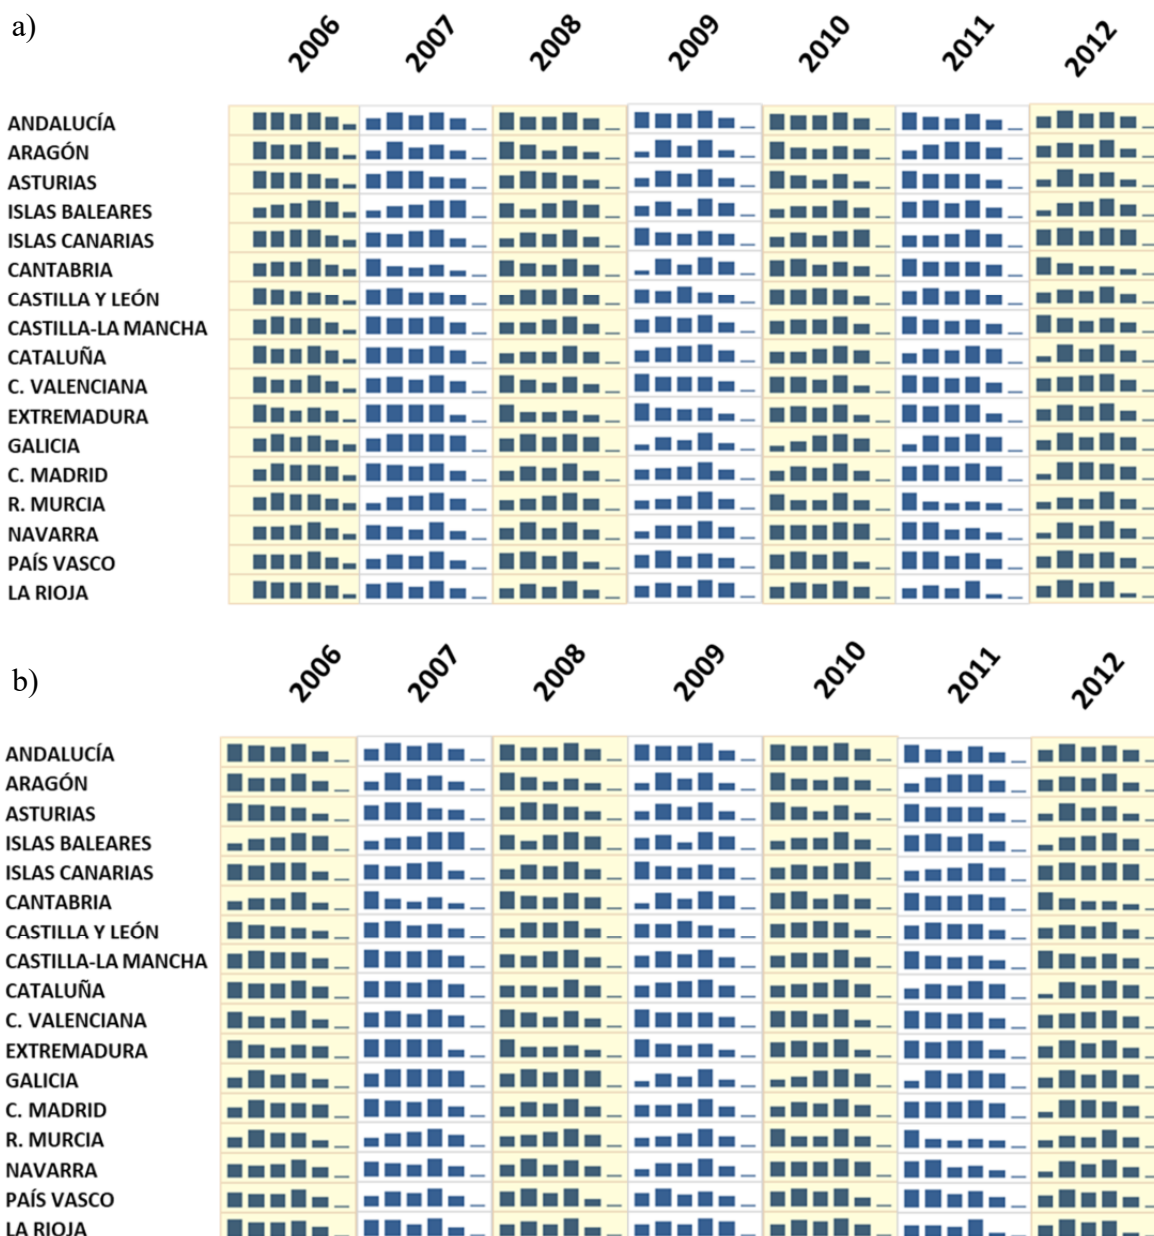 a)
2006 2007 2008 2009 2010 2011 2012
ANDALUCÍA
ARAGÓN
ASTURIAS
ISLAS BALEARES
ISLAS CANARIAS
CANTABRIA
CASTILLA Y LEÓN
CASTILLA-LA MANCHA
CATALUÑA
C. VALENCIANA
EXTREMADURA
GALICIA
C. MADRID
R. MURCIA
NAVARRA
PAÍS VASCO
LA RIOJA
b)
2006 2007 2008 2009 2010 2011 2012
ANDALUCÍA
ARAGÓN
ASTURIAS
ISLAS BALEARES
ISLAS CANARIAS
CANTABRIA
CASTILLA Y LEÓN
CASTILLA-LA MANCHA
CATALUÑA
C. VALENCIANA
EXTREMADURA
GALICIA
C. MADRID
R. MURCIA
NAVARRA
PAÍS VASCO
LA RIOJA